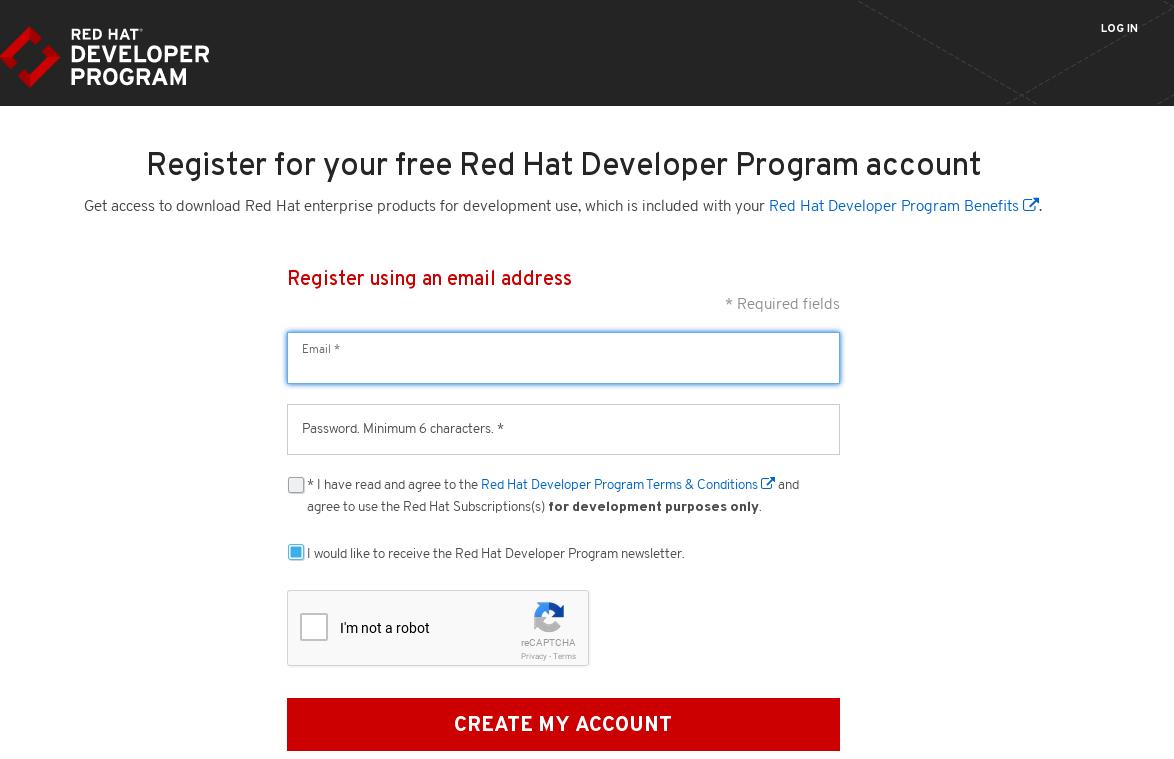 RED HAT®
DEVELOPER
PROGRAM
LOG IN
Register for your free Red Hat Developer Program account
Get access to download Red Hat enterprise products for development use, which is included with your Red Hat Developer Program Benefits.
Register using an email address
* Required fields
Email *
Password. Minimum 6 characters. *
* I have read and agree to the Red Hat Developer Program Terms & Conditions and
agree to use the Red Hat Subscriptions(s) for development purposes only.
I would like to receive the Red Hat Developer Program newsletter.
I'm not a robot
reCAPTCHA
Privacy - Terms
CREATE MY ACCOUNT